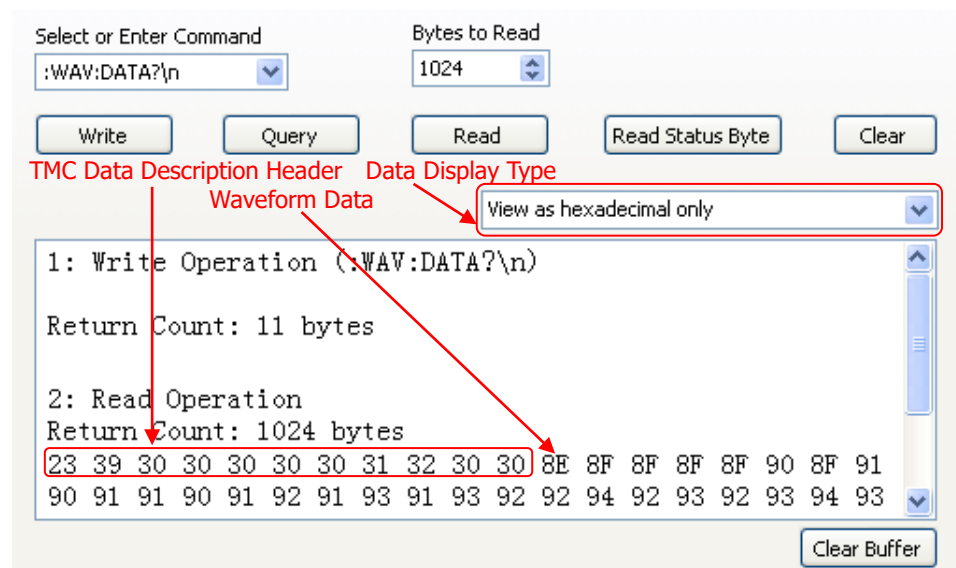 Select or Enter Command
Bytes to Read
:WAV:DATA?\n
1024
Write
Query
Read
Read Status Byte
Clear
TMC Data Description Header
Data Display Type
Waveform Data
View as hexadecimal only
1: Write Operation (:WAV:DATA?\n)
Return Count: 11 bytes
2: Read Operation
Return Count: 1024 bytes
23 39 30 30 30 30 30 31 32 30 30 8E 8F 8F 8F 8F 90 8F 91
90 91 91 90 91 92 91 93 91 93 92 92 94 92 93 92 93 94 93
Clear Buffer